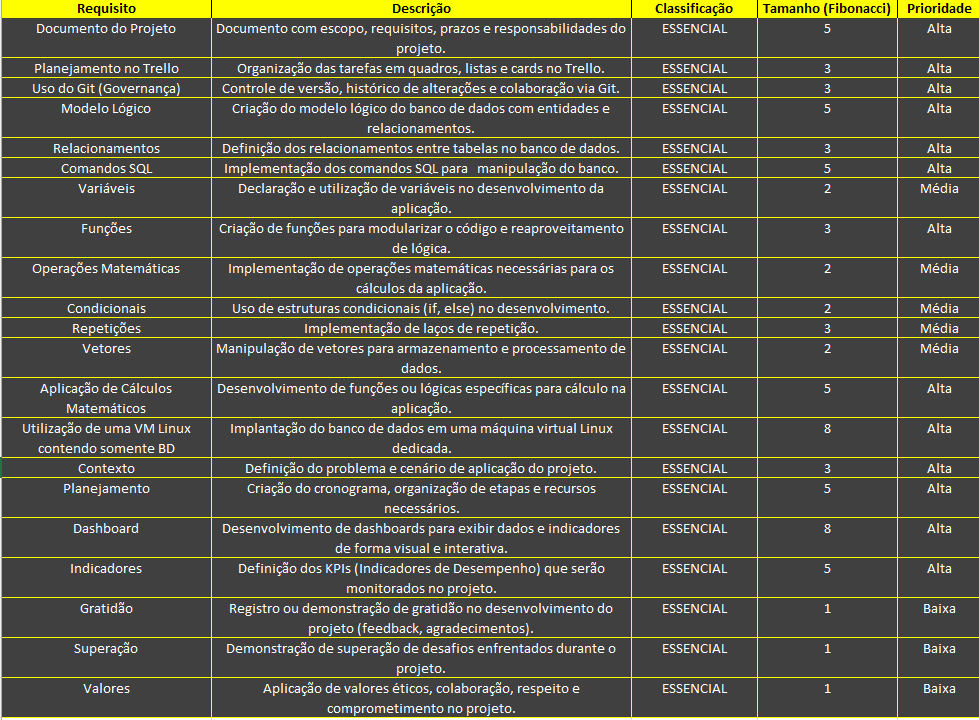 Requisito Descrição Classificação Tamanho (Fibonacci) Prioridade
Documento do Projeto Documento com escopo, requisitos, prazos e responsabilidades do ESSENCIAL 5 Alta
projeto.
Planejamento no Trello Organização das tarefas em quadros, listas e cards no Trello. ESSENCIAL 3 Alta
Uso do Git (Governança) Controle de versão, histórico de alterações e colaboração via Git. ESSENCIAL 3 Alta
Modelo Lógico Criação do modelo lógico do banco de dados com entidades e ESSENCIAL 5 Alta
relacionamentos.
Relacionamentos Definição dos relacionamentos entre tabelas no banco de dados. ESSENCIAL 3 Alta
Comandos SQL Implementação dos comandos SQL para manipulação do banco. ESSENCIAL 5 Alta
Variáveis Declaração e utilização de variáveis no desenvolvimento da ESSENCIAL 2 Média
aplicação.
Funções Criação de funções para modularizar o código e reaproveitamento ESSENCIAL 3 Alta
de lógica.
Operações Matemáticas Implementação de operações matemáticas necessárias para os ESSENCIAL 2 Média
cálculos da aplicação.
Condicionais Uso de estruturas condicionais (if, else) no desenvolvimento. ESSENCIAL 2 Média
Repetições Implementação de laços de repetição. ESSENCIAL 3 Média
Vetores Manipulação de vetores para armazenamento e processamento de ESSENCIAL 2 Média
dados.
Aplicação de Cálculos Desenvolvimento de funções ou lógicas específicas para cálculo na ESSENCIAL 5 Alta
Matemáticos aplicação.
Utilização de uma VM Linux Implantação do banco de dados em uma máquina virtual Linux ESSENCIAL 8 Alta
contendo somente BD dedicada.
Contexto Definição do problema e cenário de aplicação do projeto. ESSENCIAL 3 Alta
Planejamento Criação do cronograma, organização de etapas e recursos ESSENCIAL 5 Alta
necessários.
Dashboard Desenvolvimento de dashboards para exibir dados e indicadores ESSENCIAL 8 Alta
de forma visual e interativa.
Indicadores Definição dos KPIs (Indicadores de Desempenho) que serão ESSENCIAL 5 Alta
monitorados no projeto.
Gratidão Registro ou demonstração de gratidão no desenvolvimento do ESSENCIAL 1 Baixa
projeto (feedback, agradecimentos).
Superação Demonstração de superação de desafios enfrentados durante o ESSENCIAL 1 Baixa
projeto.
Valores Aplicação de valores éticos, colaboração, respeito e ESSENCIAL 1 Baixa
comprometimento no projeto.